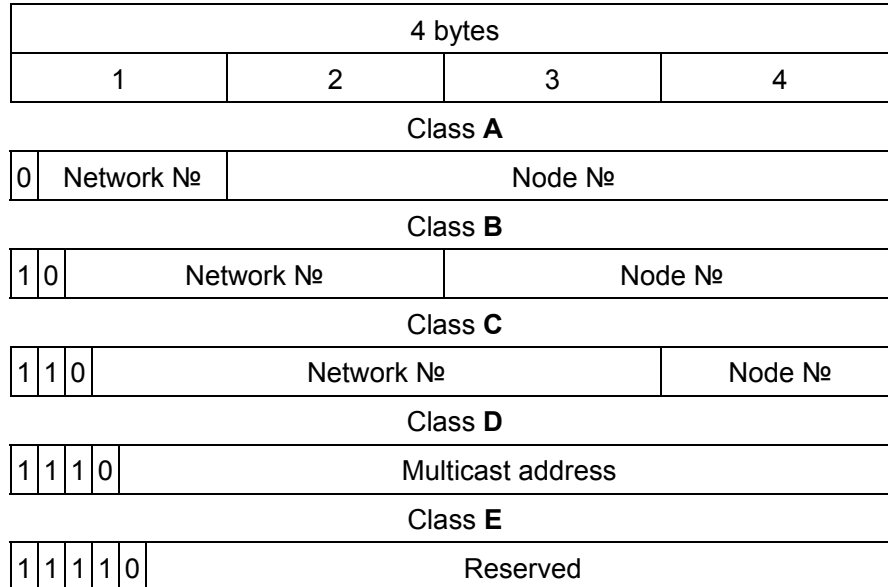 4 bytes
1 2 3 4
Class A
0 Network № Node №
Class B
1 0 Network № Node №
Class C
1 1 0 Network № Node №
Class D
1 1 1 0 Multicast address
Class E
1 1 1 1 0 Reserved